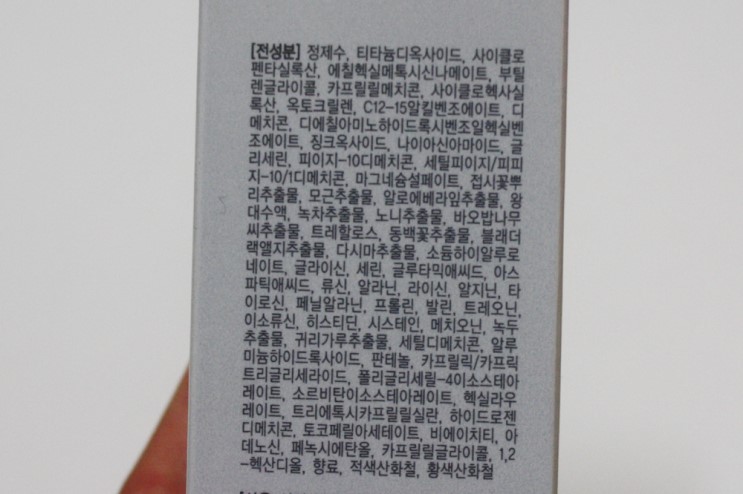 [전성분] 정제수, 티타늄디옥사이드, 사이클로
펜타실록산, 에칠헥실메톡시신나메이트, 부틸
렌글라이콜, 카프릴릴메치콘, 사이클로헥사실
록산, 옥토크릴렌, C12-15알킬벤조에이트, 디
메치콘, 디에칠아미노하이드록시벤조일헥실벤
조에이트, 징크옥사이드, 나이아신아마이드, 글
리세린, 피이지-10디메치콘, 세틸피이지/피피
지-10/1디메치콘, 마그네슘설페이트, 접시꽃뿌
리추출물, 모근추출물, 알로에베라잎추출물, 왕
대수액, 녹차추출물, 노니추출물, 바오밥나무
씨추출물, 트레할로스, 동백꽃추출물, 블래더
랙앨지추출물, 다시마추출물, 소듐하이알루로
네이트, 글라이신, 세린, 글루타믹애씨드, 아스
파틱애씨드, 류신, 알라닌, 라이신, 알지닌, 타
이로신, 페닐알라닌, 프롤린, 발린, 트레오닌,
이소류신, 히스티딘, 시스테인, 메치오닌, 녹두
추출물, 귀리가루추출물, 세틸디메치콘, 알루
미늄하이드록사이드, 판테놀, 카프릴릭/카프릭
트리글리세라이드, 폴리글리세릴-4이소스테아
레이트, 소르비탄이소스테아레이트, 헥실라우
레이트, 트리에톡시카프릴릴실란, 하이드로젠
디메치콘, 토코페릴아세테이트, 비에이치티, 아
데노신, 페녹시에탄올, 카프릴릴글라이콜, 1,2
-헥산디올, 향료, 적색산화철, 황색산화철